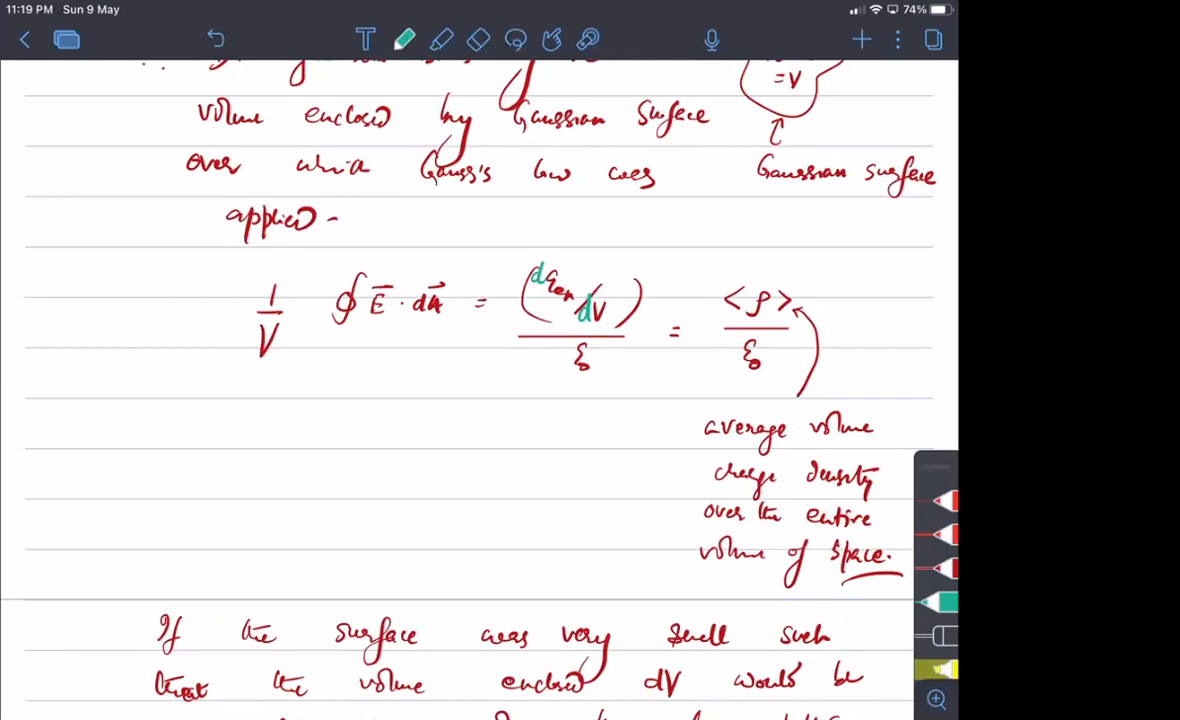 11:19 PM Sun 9 May 74%
= V
volume enclosed by Gaussian Surface
over which Gauss's law was
Gaussian surface
applied -
1/V ∮ E⃗ · dA⃗ = (dq_en/dV)/ε₀ = <ρ>/ε₀
average volume
charge density
over the entire
volume of space.
If the surface was very small such
that the volume enclosed dV would be